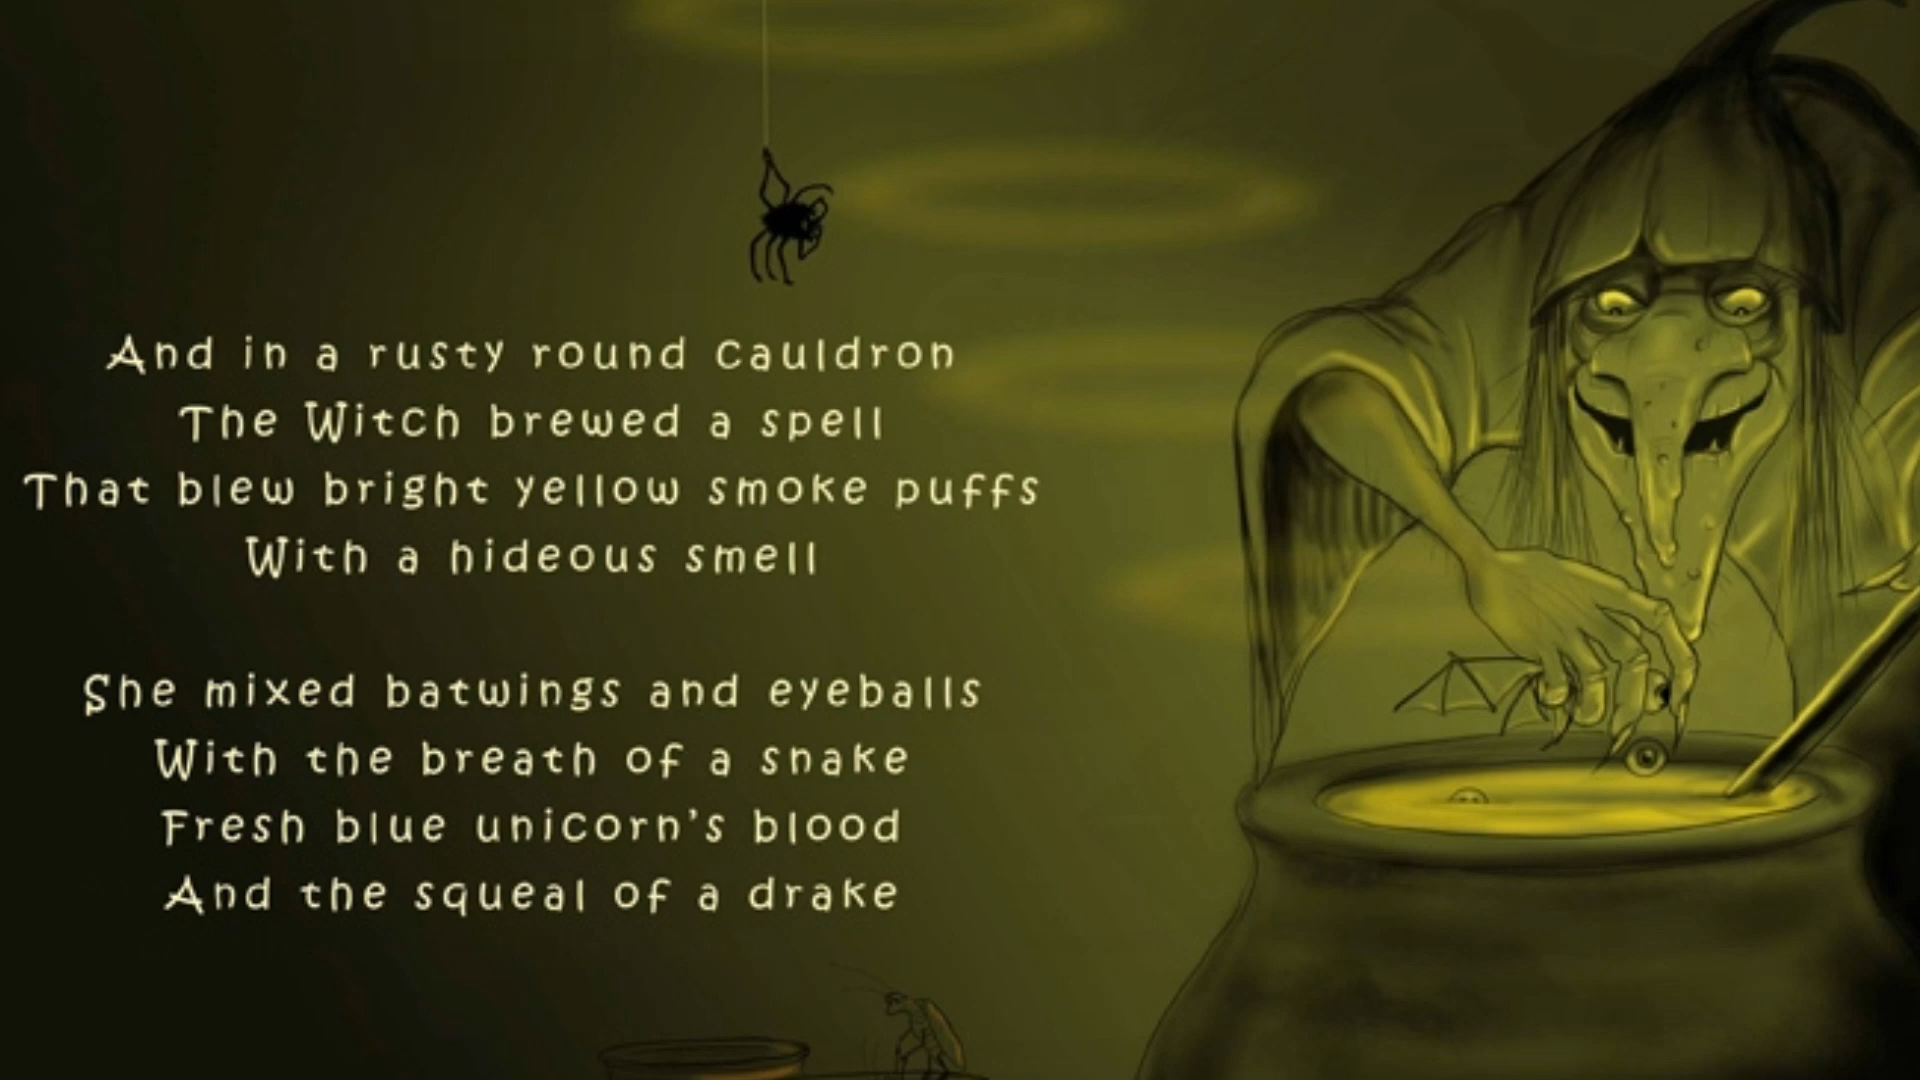 And in a rusty round cauldron
The Witch brewed a spell
That blew bright yellow smoke puffs
With a hideous smell
She mixed batwings and eyeballs
With the breath of a snake
Fresh blue unicorn's blood
And the squeal of a drake